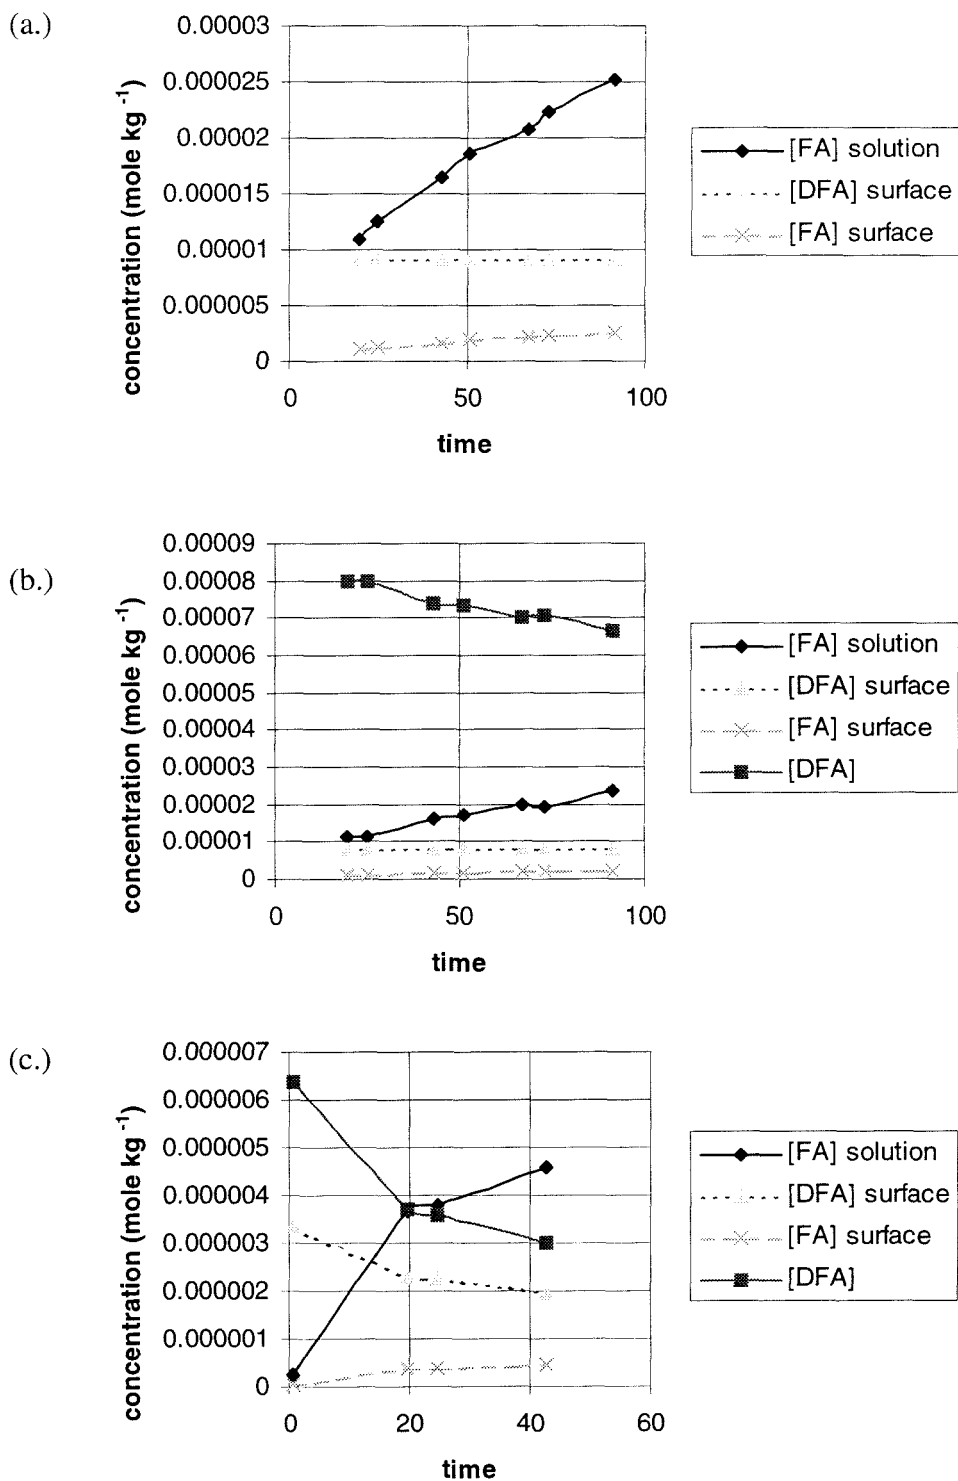 (a.)
concentration (mole kg -1)
0.00003
0.000025
0.00002
0.000015
0.00001
0.000005
0
0 50 100
time
[FA] solution
[DFA] surface
[FA] surface
(b.)
concentration (mole kg -1)
0.00009
0.00008
0.00007
0.00006
0.00005
0.00004
0.00003
0.00002
0.00001
0
0 50 100
time
[FA] solution
[DFA] surface
[FA] surface
[DFA]
(c.)
concentration (mole kg -1)
0.000007
0.000006
0.000005
0.000004
0.000003
0.000002
0.000001
0
0 20 40 60
time
[FA] solution
[DFA] surface
[FA] surface
[DFA]